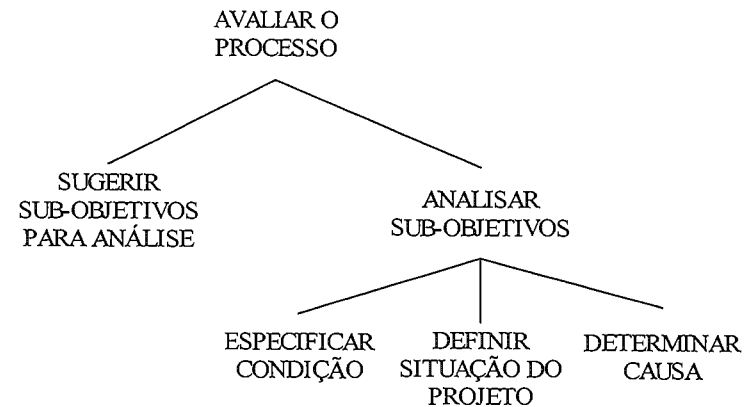 AVALIAR O
PROCESSO
SUGERIR
SUB-OBJETIVOS
PARA ANÁLISE
ANALISAR
SUB-OBJETIVOS
ESPECIFICAR
CONDIÇÃO
DEFINIR
SITUAÇÃO DO
PROJETO
DETERMINAR
CAUSA